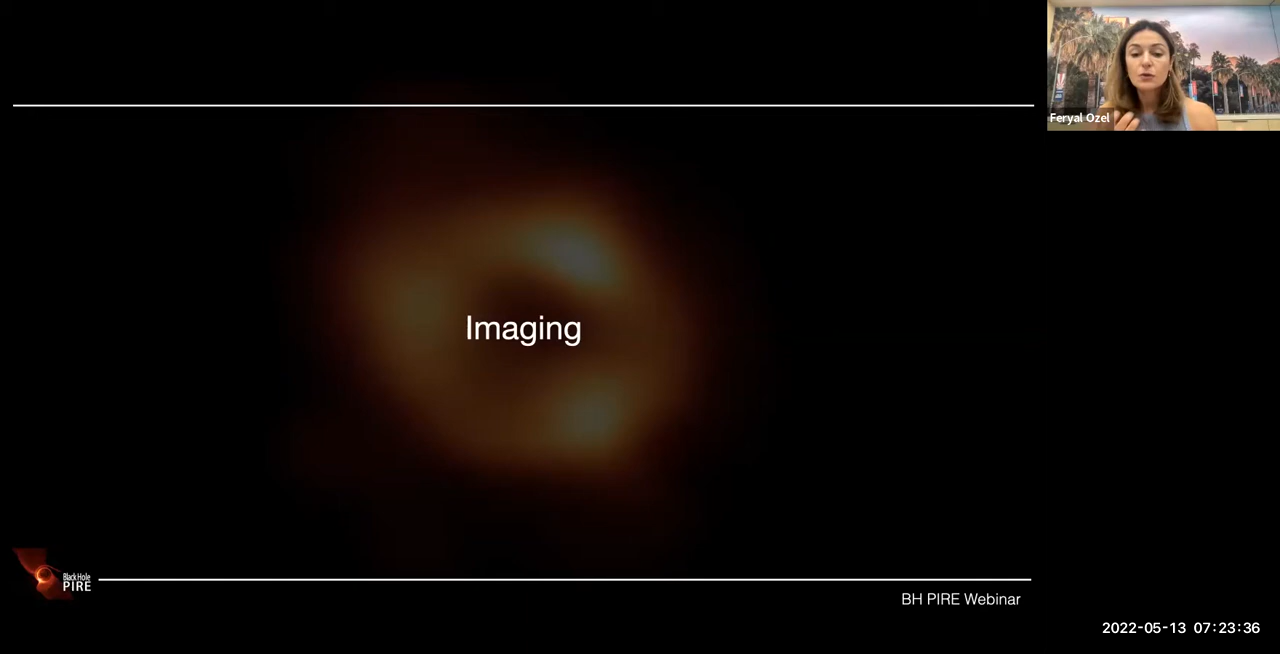 Feryal Ozel
Imaging
Black Hole
PIRE
BH PIRE Webinar
2022-05-13 07:23:36